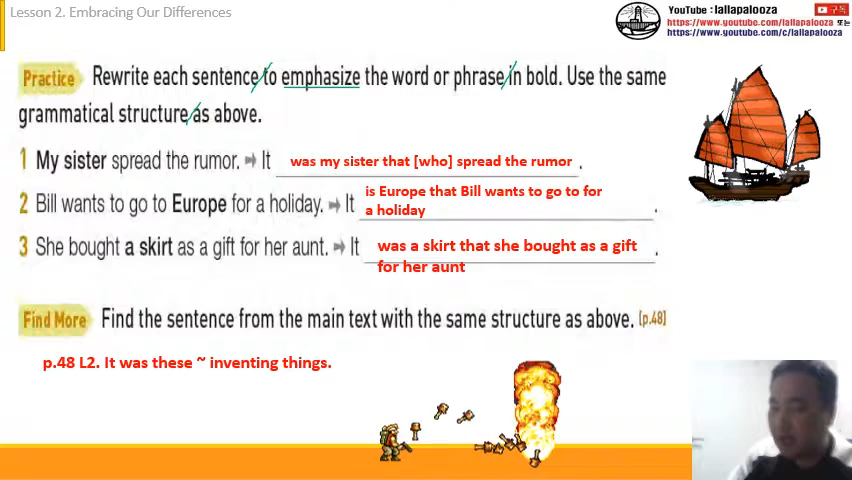 Lesson 2. Embracing Our Differences
YouTube : lallapalooza
구독
https://www.youtube.com/lallapalooza 또는
https://www.youtube.com/c/lallapalooza
Practice Rewrite each sentence to emphasize the word or phrase in bold. Use the same
grammatical structure as above.
1 My sister spread the rumor. ➡ It was my sister that [who] spread the rumor .
2 Bill wants to go to Europe for a holiday. ➡ It is Europe that Bill wants to go to for
a holiday .
3 She bought a skirt as a gift for her aunt. ➡ It was a skirt that she bought as a gift .
for her aunt
Find More Find the sentence from the main text with the same structure as above. [p.48]
p.48 L2. It was these ~ inventing things.